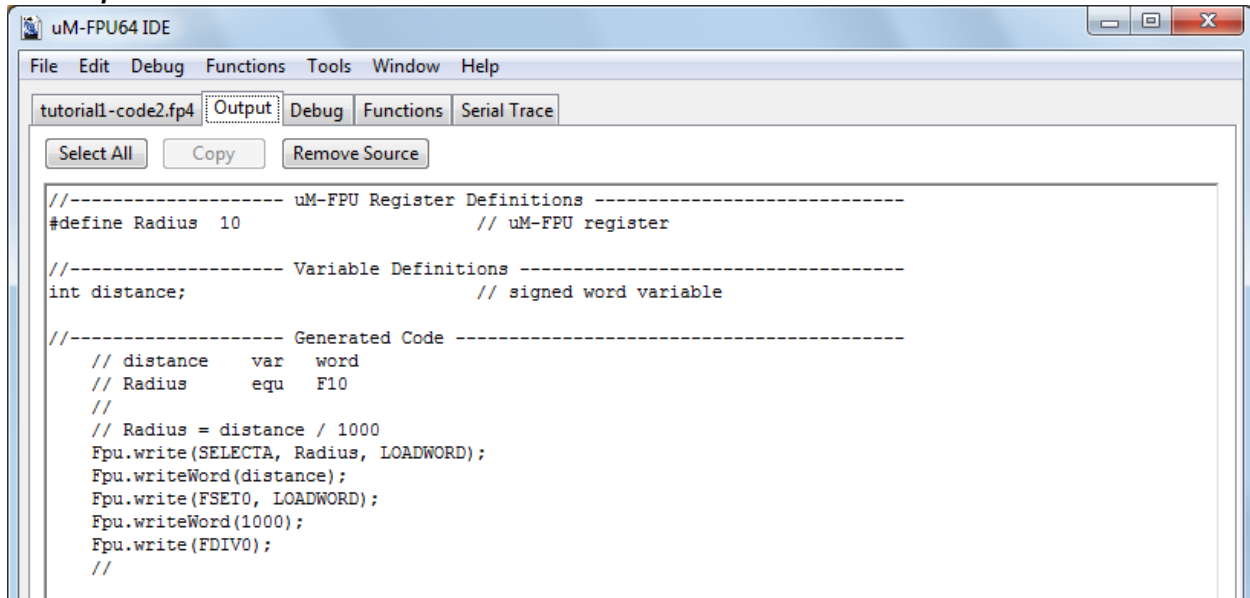 uM-FPU64 IDE
File Edit Debug Functions Tools Window Help
tutorial1-code2.fp4 Output Debug Functions Serial Trace
Select All Copy Remove Source
//-------------------- uM-FPU Register Definitions -----------------------------
#define Radius  10                      // uM-FPU register
//-------------------- Variable Definitions ------------------------------------
int distance;                           // signed word variable
//-------------------- Generated Code ------------------------------------------
    // distance    var   word
    // Radius      equ   F10
    //
    // Radius = distance / 1000
    Fpu.write(SELECTA, Radius, LOADWORD);
    Fpu.writeWord(distance);
    Fpu.write(FSET0, LOADWORD);
    Fpu.writeWord(1000);
    Fpu.write(FDIV0);
    //